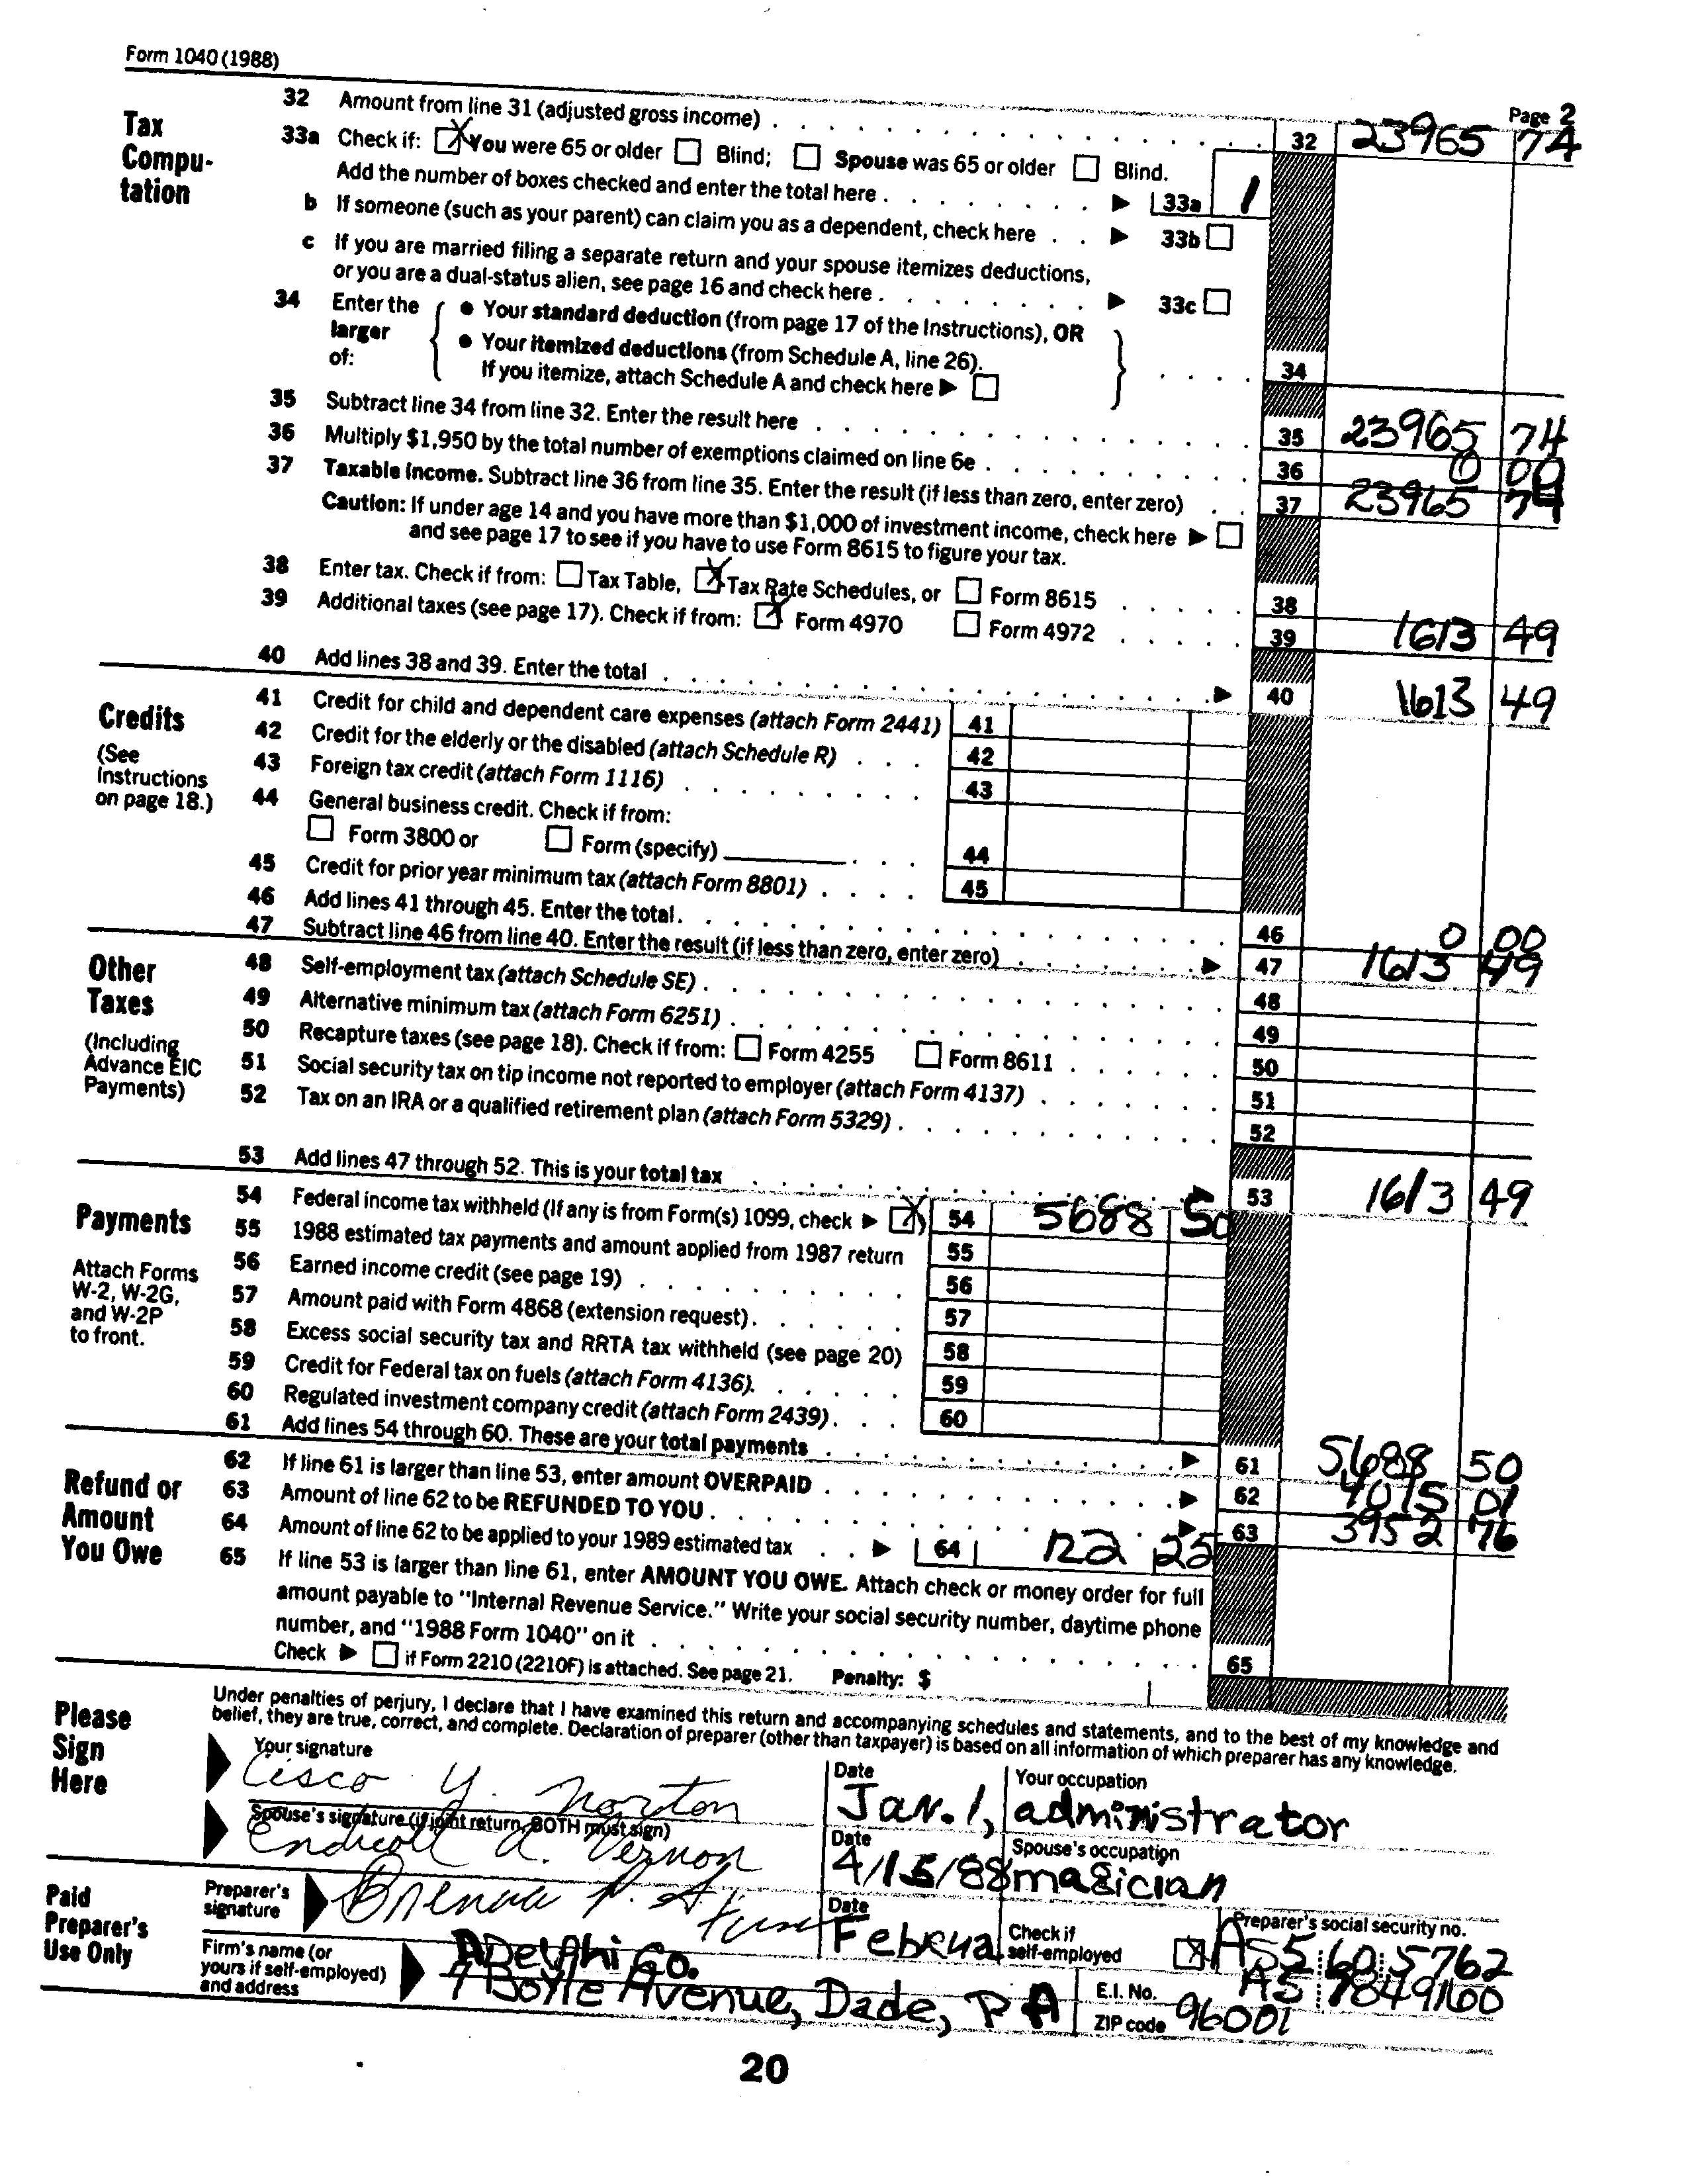 Form 1040 (1988)
Page 2
Tax Compu-tation
32 Amount from line 31 (adjusted gross income) 32 23965 74
33a Check if: X You were 65 or older Blind; Spouse was 65 or older Blind.
Add the number of boxes checked and enter the total here 33a 1
b If someone (such as your parent) can claim you as a dependent, check here 33b
c If you are married filing a separate return and your spouse itemizes deductions,
or you are a dual-status alien, see page 16 and check here 33c
34 Enter the larger of:
• Your standard deduction (from page 17 of the Instructions), OR
• Your itemized deductions (from Schedule A, line 26).
If you itemize, attach Schedule A and check here 34
35 Subtract line 34 from line 32. Enter the result here 35 23965 74
36 Multiply $1,950 by the total number of exemptions claimed on line 6e 36 0 00
37 Taxable Income. Subtract line 36 from line 35. Enter the result (if less than zero, enter zero) 37 23965 74
Caution: If under age 14 and you have more than $1,000 of investment income, check here
and see page 17 to see if you have to use Form 8615 to figure your tax.
38 Enter tax. Check if from: Tax Table, X Tax Rate Schedules, or Form 8615 38
39 Additional taxes (see page 17). Check if from: X Form 4970 Form 4972 39 1613 49
40 Add lines 38 and 39. Enter the total 40 1613 49
Credits
(See Instructions on page 18.)
41 Credit for child and dependent care expenses (attach Form 2441) 41
42 Credit for the elderly or the disabled (attach Schedule R) 42
43 Foreign tax credit (attach Form 1116) 43
44 General business credit. Check if from:
Form 3800 or Form (specify) 44
45 Credit for prior year minimum tax (attach Form 8801) 45
46 Add lines 41 through 45. Enter the total. 46 0 00
47 Subtract line 46 from line 40. Enter the result (if less than zero, enter zero) 47 1613 49
Other Taxes
(Including Advance EIC Payments)
48 Self-employment tax (attach Schedule SE) 48
49 Alternative minimum tax (attach Form 6251) 49
50 Recapture taxes (see page 18). Check if from: Form 4255 Form 8611 50
51 Social security tax on tip income not reported to employer (attach Form 4137) 51
52 Tax on an IRA or a qualified retirement plan (attach Form 5329) 52
53 Add lines 47 through 52. This is your total tax 53 1613 49
Payments
Attach Forms W-2, W-2G, and W-2P to front.
54 Federal income tax withheld (If any is from Form(s) 1099, check X ) 54 5688 50
55 1988 estimated tax payments and amount applied from 1987 return 55
56 Earned income credit (see page 19) 56
57 Amount paid with Form 4868 (extension request) 57
58 Excess social security tax and RRTA tax withheld (see page 20) 58
59 Credit for Federal tax on fuels (attach Form 4136). 59
60 Regulated investment company credit (attach Form 2439) 60
61 Add lines 54 through 60. These are your total payments 61 5688 50
Refund or Amount You Owe
62 If line 61 is larger than line 53, enter amount OVERPAID 62 4075 01
63 Amount of line 62 to be REFUNDED TO YOU 63 3952 76
64 Amount of line 62 to be applied to your 1989 estimated tax 64 122 25
65 If line 53 is larger than line 61, enter AMOUNT YOU OWE. Attach check or money order for full
amount payable to "Internal Revenue Service." Write your social security number, daytime phone
number, and "1988 Form 1040" on it 65
Check if Form 2210 (2210F) is attached. See page 21. Penalty: $
Please Sign Here
Under penalties of perjury, I declare that I have examined this return and accompanying schedules and statements, and to the best of my knowledge and
belief, they are true, correct, and complete. Declaration of preparer (other than taxpayer) is based on all information of which preparer has any knowledge.
Your signature Date Your occupation
Cisco Y. Norton Jan. 1, administrator
Spouse's signature (if joint return, BOTH must sign) Date Spouse's occupation
Endicott A. Vernon 4/15/88 magician
Paid Preparer's Use Only
Preparer's signature Brenda P. Date Februa Check if self-employed X Preparer's social security no. AS5 60 5762
Firm's name (or yours if self-employed) and address
ADelphi Co. E.I. No. AS 7849160
7 Boyle Avenue, Dade, PA ZIP code 96001
20